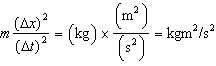 m (Δx)²/(Δt)² = (kg) × (m²)/(s²) = kgm²/s²